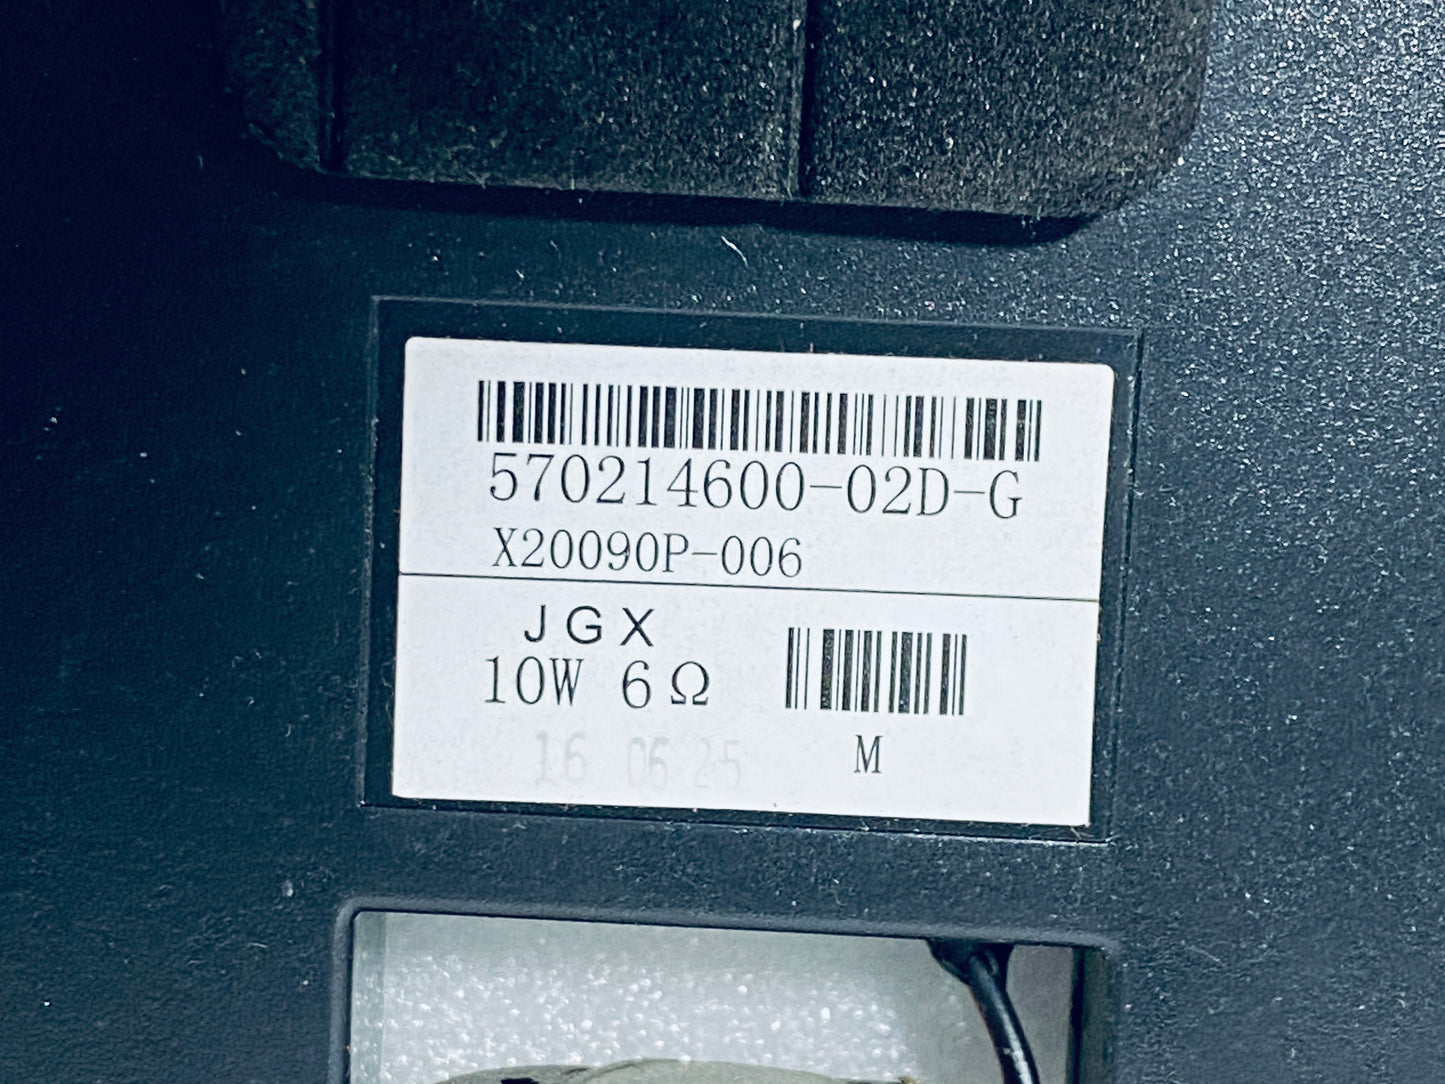 570214600-02D-G
X20090P-006
JGX
10W 6Ω
16 06 25
M